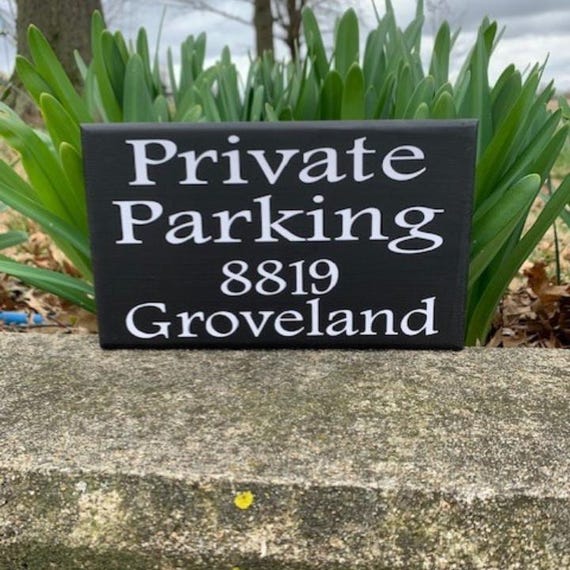 Private
Parking
8819
Groveland